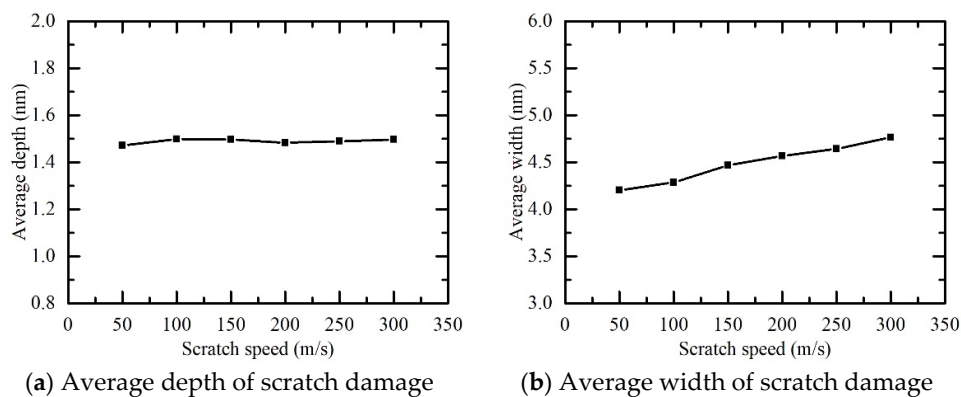 2.0
1.8
1.6
1.4
1.2
1.0
0.8
Average depth (nm)
0 50 100 150 200 250 300 350
Scratch speed (m/s)
(a) Average depth of scratch damage
6.0
5.5
5.0
4.5
4.0
3.5
3.0
Average width (nm)
0 50 100 150 200 250 300 350
Scratch speed (m/s)
(b) Average width of scratch damage